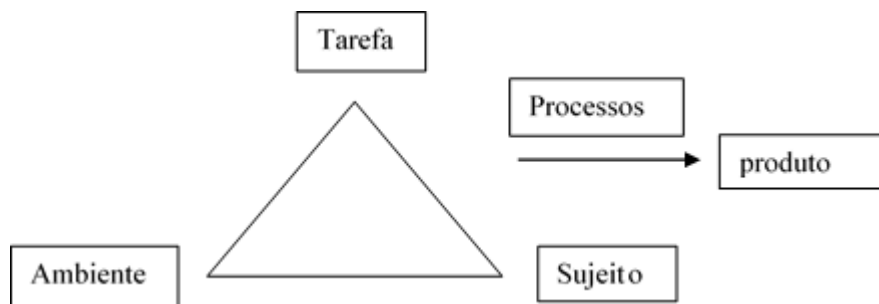 Tarefa
Processos
produto
Ambiente
Sujeito